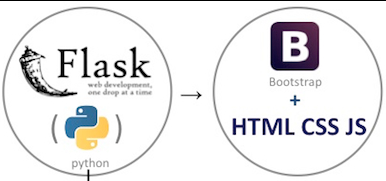 Flask
web development,
one drop at a time
( )
python
→
B
Bootstrap
+
HTML CSS JS